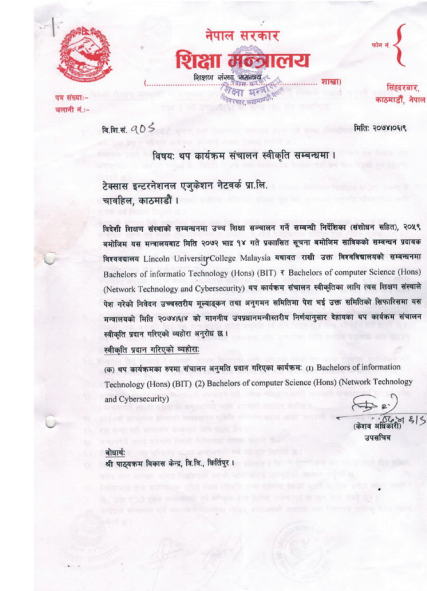 नेपाल सरकार
शिक्षा मन्त्रालय
शाखा)
फोन नं.
सिंहदरबार,
काठमाडौं, नेपाल
पत्र संख्याः-
चलानी नं.:-
वि.शि.सं.
मितिः २०७४।०६।९
विषयः थप कार्यक्रम संचालन स्वीकृति सम्बन्धमा ।
टेक्सास इन्टरनेशनल एजुकेशन नेटवर्क प्रा.लि.
चावहिल, काठमाडौं ।
विदेशी शिक्षण संस्थाको सम्बन्धनमा उच्च शिक्षा सञ्चालन गर्ने सम्बन्धी निर्देशिका (संशोधन सहित), २०५९
बमोजिम यस मन्त्रालयबाट मिति २०७२ भाद्र १४ गते प्रकाशित सूचना बमोजिम साविकको सम्बन्धन प्रदायक
विश्वविद्यालय Lincoln University College Malaysia यथावत राखी उक्त विश्वविद्यालयको सम्बन्धनमा
Bachelors of informatio Technology (Hons) (BIT) र Bachelors of computer Science (Hons)
(Network Technology and Cybersecurity) थप कार्यक्रम संचालन स्वीकृतिका लागि त्यस शिक्षण संस्थाले
पेश गरेको निवेदन उच्चस्तरीय मूल्याङ्कन तथा अनुगमन समितिमा पेश भई उक्त समितिको सिफारिसमा यस
मन्त्रालयको मिति २०७४।६।४ को माननीय उपप्रधानमन्त्रीस्तरीय निर्णयानुसार देहायका थप कार्यक्रम संचालन
स्वीकृति प्रदान गरिएको व्यहोरा अनुरोध छ ।
स्वीकृति प्रदान गरिएको व्यहोराः
(क) थप कार्यक्रमका रुपमा संचालन अनुमति प्रदान गरिएका कार्यक्रमः (1) Bachelors of information
Technology (Hons) (BIT) (2) Bachelors of computer Science (Hons) (Network Technology
and Cybersecurity)
(केशव अधिकारी)
उपसचिव
बोधार्थः
श्री पाठ्यक्रम विकास केन्द्र, त्रि.वि., किर्तिपुर ।